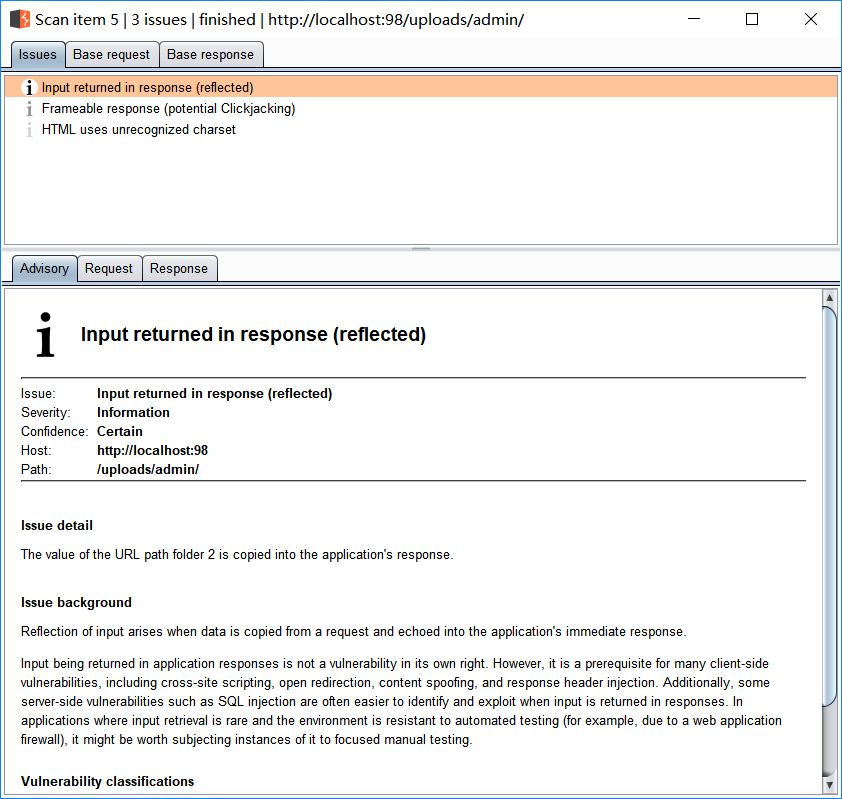 Scan item 5 | 3 issues | finished | http://localhost:98/uploads/admin/
Issues Base request Base response
Input returned in response (reflected)
Frameable response (potential Clickjacking)
HTML uses unrecognized charset
Advisory Request Response
Input returned in response (reflected)
Issue: Input returned in response (reflected)
Severity: Information
Confidence: Certain
Host: http://localhost:98
Path: /uploads/admin/
Issue detail
The value of the URL path folder 2 is copied into the application's response.
Issue background
Reflection of input arises when data is copied from a request and echoed into the application's immediate response.
Input being returned in application responses is not a vulnerability in its own right. However, it is a prerequisite for many client-side
vulnerabilities, including cross-site scripting, open redirection, content spoofing, and response header injection. Additionally, some
server-side vulnerabilities such as SQL injection are often easier to identify and exploit when input is returned in responses. In
applications where input retrieval is rare and the environment is resistant to automated testing (for example, due to a web application
firewall), it might be worth subjecting instances of it to focused manual testing.
Vulnerability classifications